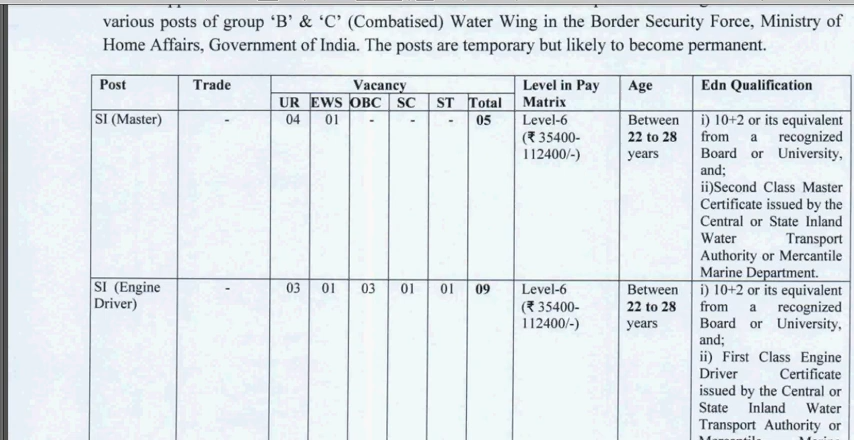 various posts of group ‘B’ & ‘C’ (Combatised) Water Wing in the Border Security Force, Ministry of
Home Affairs, Government of India. The posts are temporary but likely to become permanent.
Post Trade Vacancy Level in Pay Matrix Age Edn Qualification
UR EWS OBC SC ST Total
SI (Master) - 04 01 - - - 05
Level-6
(₹ 35400-
112400/-)
Between
22 to 28
years
i) 10+2 or its equivalent
from a recognized
Board or University,
and;
ii)Second Class Master
Certificate issued by the
Central or State Inland
Water Transport
Authority or Mercantile
Marine Department.
SI (Engine
Driver)
- 03 01 03 01 01 09
Level-6
(₹ 35400-
112400/-)
Between
22 to 28
years
i) 10+2 or its equivalent
from a recognized
Board or University,
and;
ii) First Class Engine
Driver Certificate
issued by the Central or
State Inland Water
Transport Authority or